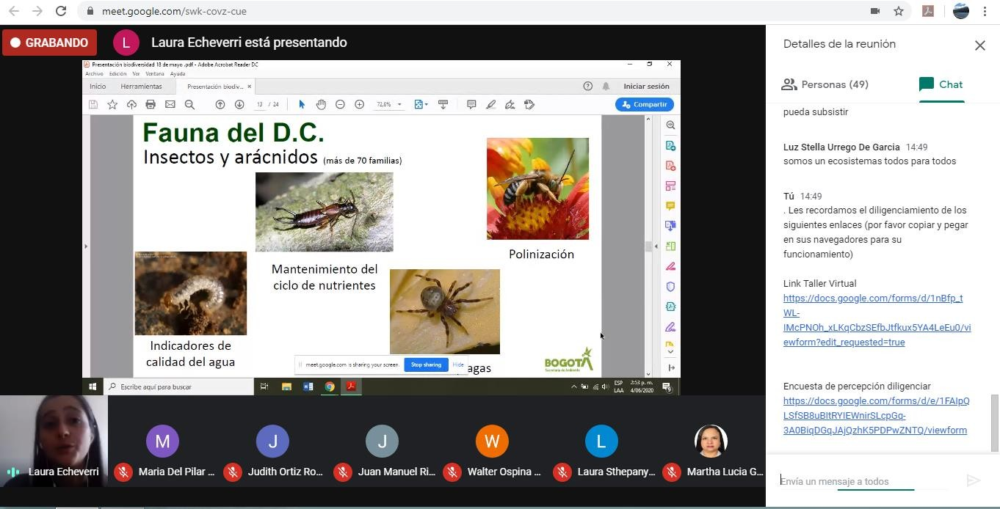 meet.google.com/swk-covz-cue
GRABANDO
L
Laura Echeverri está presentando
Presentación biodiversidad 18 de mayo .pdf - Adobe Acrobat Reader DC
Archivo Edición Ver Ventana Ayuda
Inicio Herramientas Presentación biodiv... Iniciar sesión
13 / 24 72,8% Compartir
Fauna del D.C.
Insectos y arácnidos (más de 70 familias)
Polinización
Mantenimiento del
ciclo de nutrientes
Indicadores de
calidad del agua
agas
BOGOTÁ
Secretaría de Ambiente
meet.google.com is sharing your screen. Stop sharing Hide
Escribe aquí para buscar
ESP
LAA
2:53 p. m.
4/06/2020
Laura Echeverri
M
Maria Del Pilar ...
J
Judith Ortiz Ro...
J
Juan Manuel Ri...
W
Walter Ospina ...
L
Laura Sthepany...
Martha Lucia G...
Detalles de la reunión
Personas (49) Chat
pueda subsistir
Luz Stella Urrego De Garcia 14:49
somos un ecosistemas todos para todos
Tú 14:49
. Les recordamos el diligenciamiento de los
siguientes enlaces (por favor copiar y pegar
en sus navegadores para su
funcionamiento)
Link Taller Virtual
https://docs.google.com/forms/d/1nBfp_t
WL-
IMcPNOh_xLKqCbzSEfbJtfkux5YA4LeEu0/vi
ewform?edit_requested=true
Encuesta de percepción diligenciar
https://docs.google.com/forms/d/e/1FAIpQ
LSfSB8uBltRYIEWnirSLcpGq-
3A0BiqDGqJAjQzhK5PDPwZNTQ/viewform
Envía un mensaje a todos